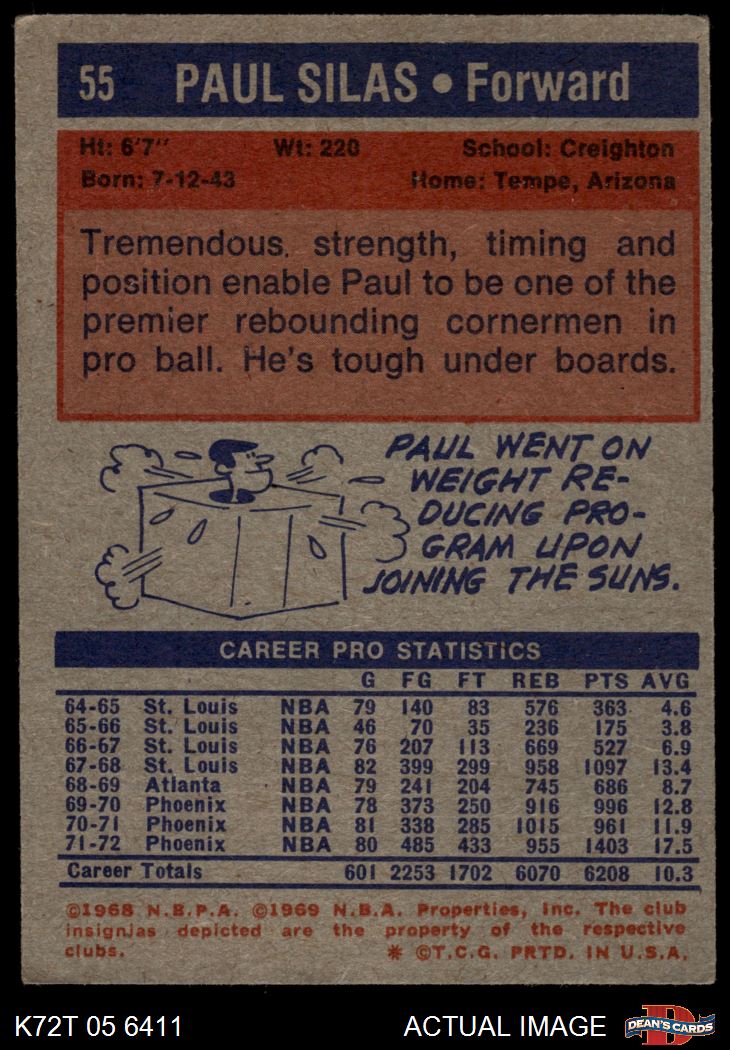 55 PAUL SILAS • Forward
Ht: 6'7" Wt: 220 School: Creighton
Born: 7-12-43 Home: Tempe, Arizona
Tremendous strength, timing and
position enable Paul to be one of the
premier rebounding cornermen in
pro ball. He's tough under boards.
PAUL WENT ON
WEIGHT RE-
DUCING PRO-
GRAM UPON
JOINING THE SUNS.
CAREER PRO STATISTICS
G FG FT REB PTS AVG
64-65 St. Louis NBA 79 140 83 576 363 4.6
65-66 St. Louis NBA 46 70 35 236 175 3.8
66-67 St. Louis NBA 76 207 113 669 527 6.9
67-68 St. Louis NBA 82 399 299 958 1097 13.4
68-69 Atlanta NBA 79 241 204 745 686 8.7
69-70 Phoenix NBA 78 373 250 916 996 12.8
70-71 Phoenix NBA 81 338 285 1015 961 11.9
71-72 Phoenix NBA 80 485 433 955 1403 17.5
Career Totals 601 2253 1702 6070 6208 10.3
©1968 N.B.P.A. ©1969 N.B.A. Properties, Inc. The club
insignias depicted are the property of the respective
clubs. * ©T.C.G. PRTD. IN U.S.A.
K72T 05 6411 ACTUAL IMAGE D DEAN'S CARDS